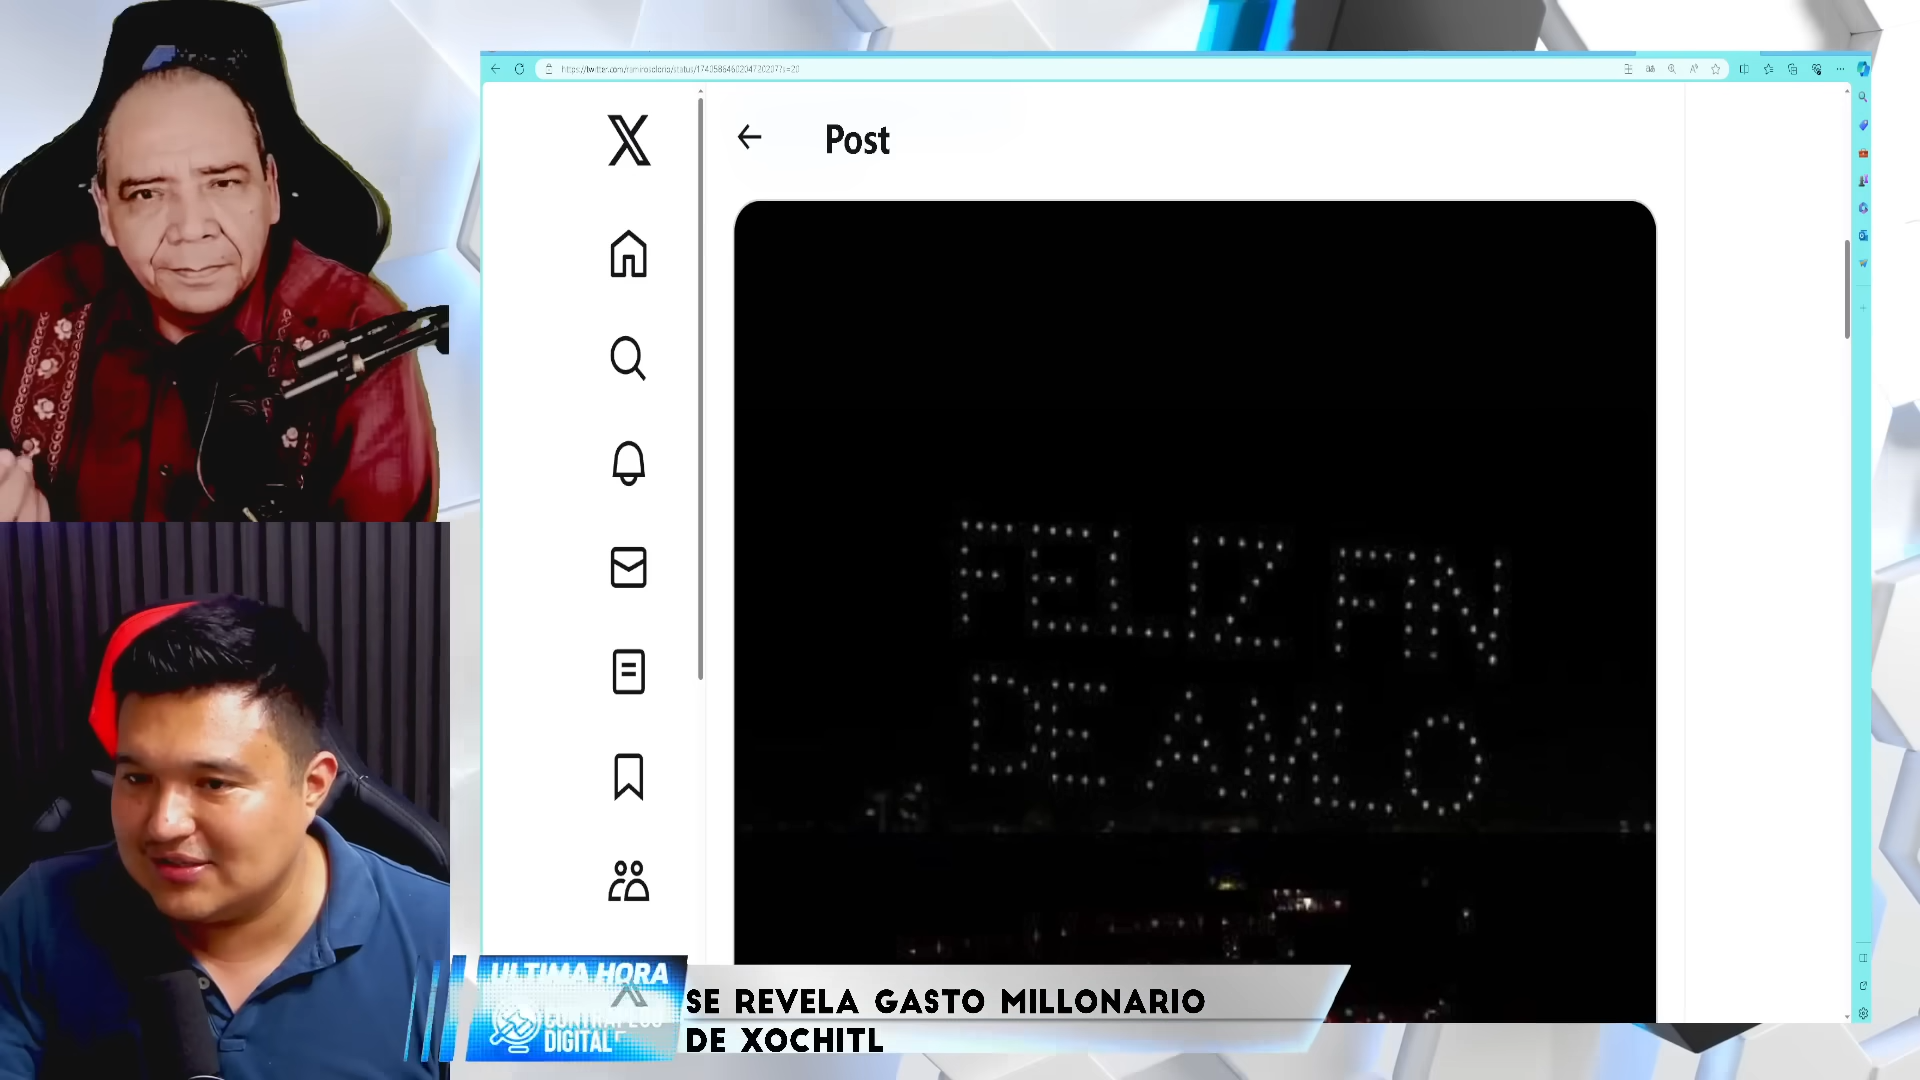 Post
FELIZ FIN
DE AMLO
ULTIMA HORA
DIGITAL
SE REVELA GASTO MILLONARIO
DE XOCHITL